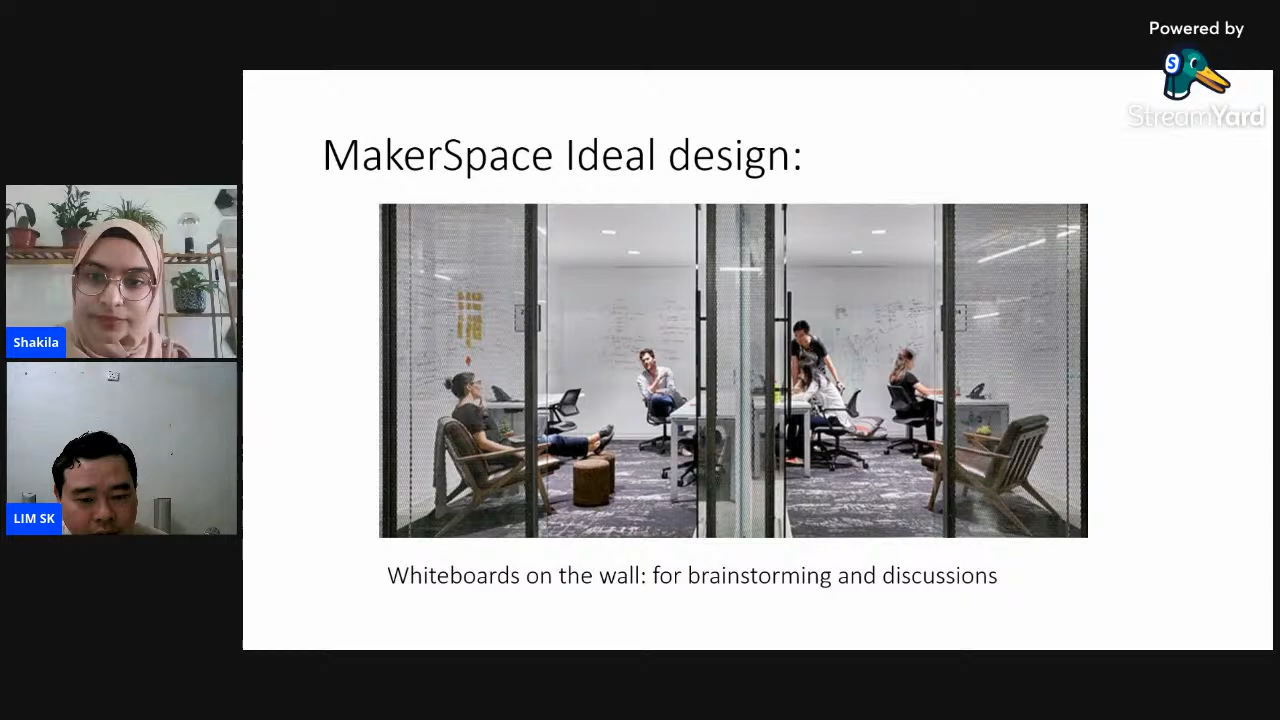 Powered by
S
StreamYard
MakerSpace Ideal design:
Shakila
LIM SK
Whiteboards on the wall: for brainstorming and discussions